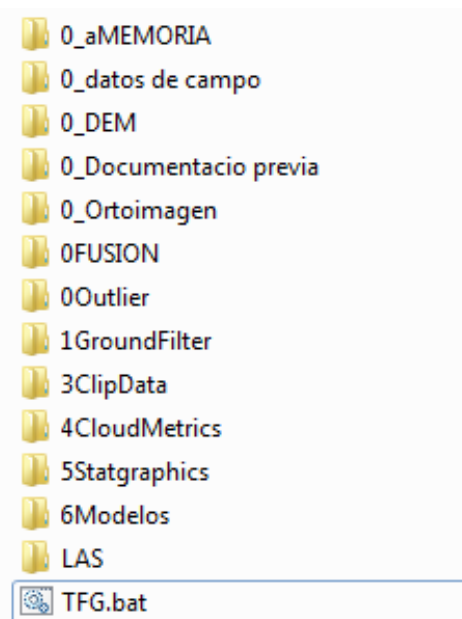 0_aMEMORIA
0_datos de campo
0_DEM
0_Documentacio previa
0_Ortoimagen
0FUSION
0Outlier
1GroundFilter
3ClipData
4CloudMetrics
5Statgraphics
6Modelos
LAS
TFG.bat